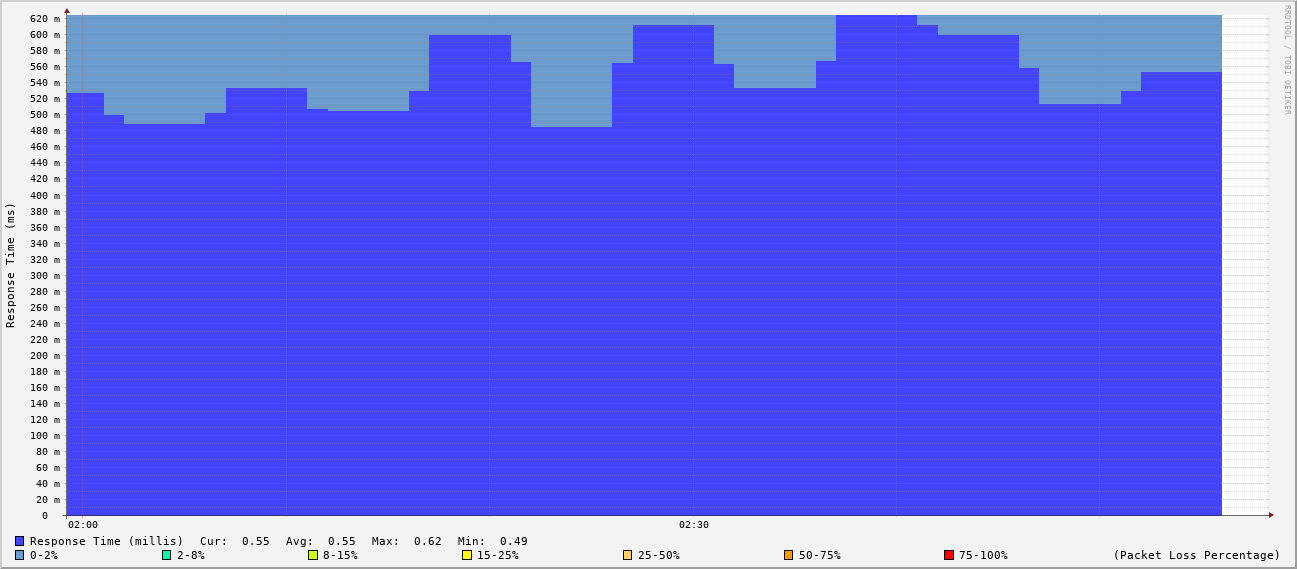 620 m
600 m
580 m
560 m
540 m
520 m
500 m
480 m
460 m
440 m
420 m
400 m
380 m
360 m
340 m
320 m
300 m
280 m
260 m
240 m
220 m
200 m
180 m
160 m
140 m
120 m
100 m
80 m
60 m
40 m
20 m
0
Response Time (ms)
RRDTOOL / TOBI OETIKER
02:00 02:30
Response Time (millis) Cur: 0.55 Avg: 0.55 Max: 0.62 Min: 0.49
0-2% 2-8% 8-15% 15-25% 25-50% 50-75% 75-100% (Packet Loss Percentage)